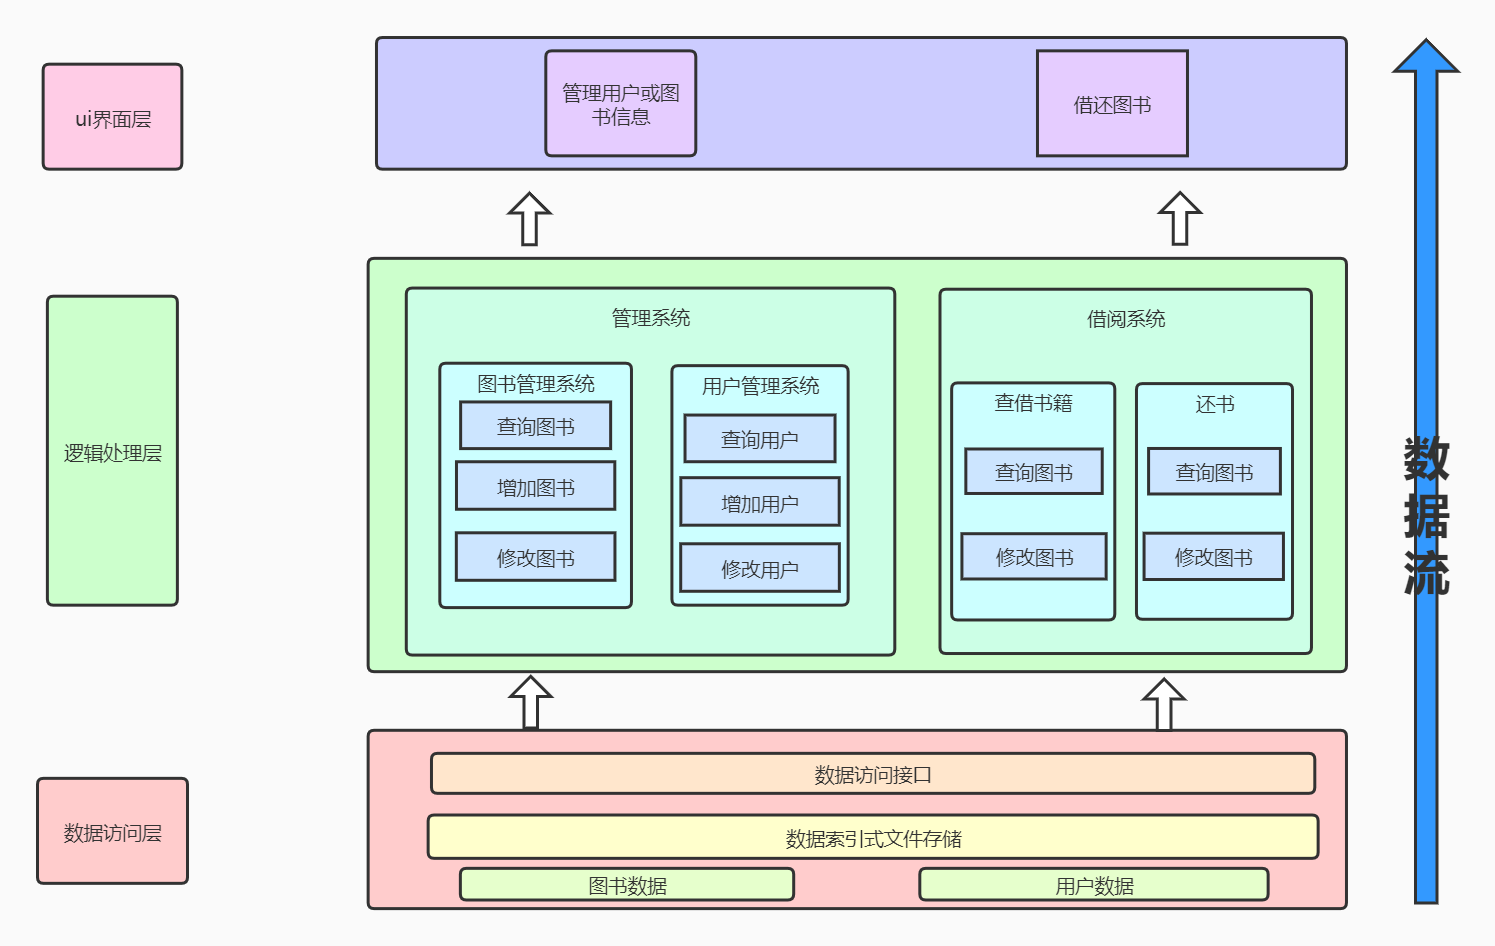 ui界面层
管理用户或图
书信息
借还图书
逻辑处理层
管理系统
图书管理系统
查询图书
增加图书
修改图书
用户管理系统
查询用户
增加用户
修改用户
借阅系统
查借书籍
查询图书
修改图书
还书
查询图书
修改图书
数据访问层
数据访问接口
数据索引式文件存储
图书数据
用户数据
数
据
流